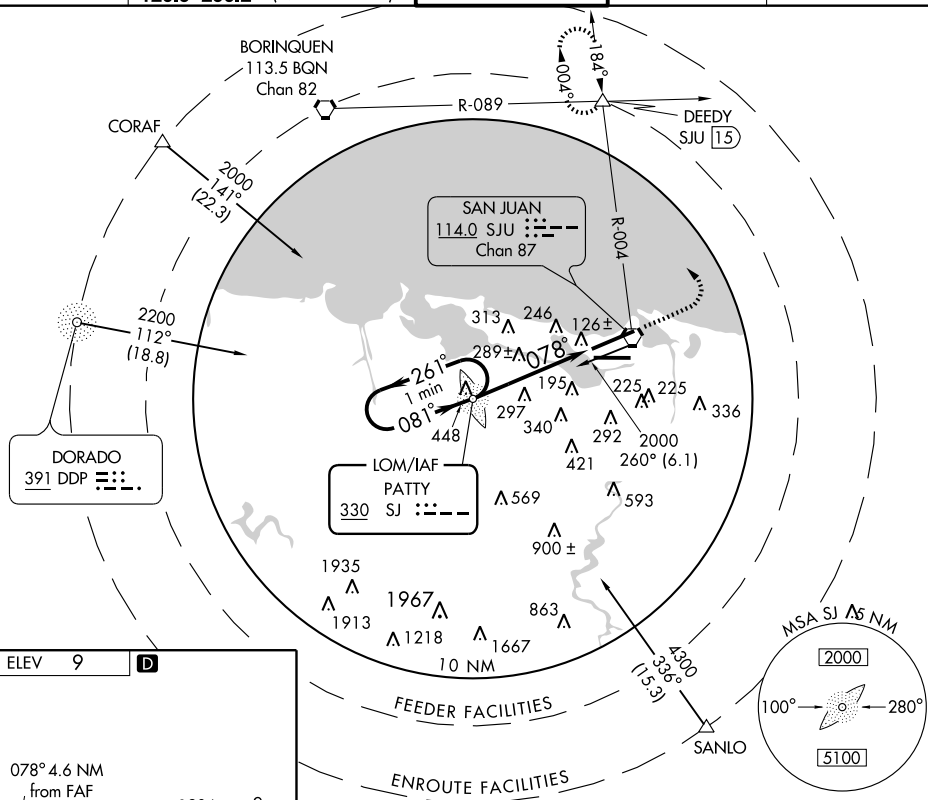 BORINQUEN
113.5 BQN
Chan 82
R-089
184°
004°
DEEDY
SJU 15
CORAF
2000
141°
(22.3)
SAN JUAN
114.0 SJU
Chan 87
R-004
2200
112°
(18.8)
313
246
126±
289±
078°
261°
1 min
081°
195
225
225
297
336
448
340
292
2000
260° (6.1)
421
DORADO
391 DDP
LOM/IAF
PATTY
330 SJ
569
593
900 ±
1935
1967
1913
863
1218
1667
10 NM
4300
336°
(15.3)
SANLO
MSA SJ 25 NM
2000
100°
280°
5100
ELEV 9
D
FEEDER FACILITIES
ENROUTE FACILITIES
078° 4.6 NM
from FAF